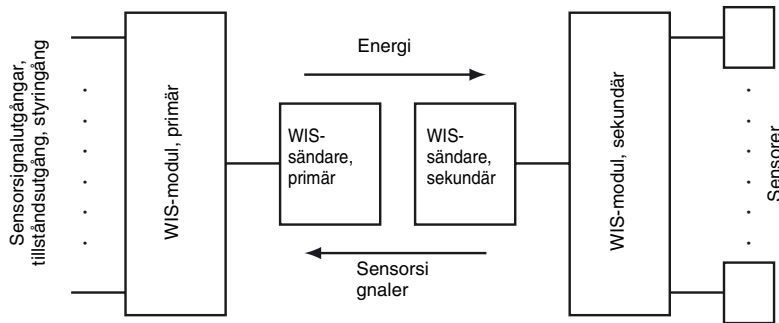 Sensorsignalutgångar,
tillståndsutgång, styringång
WIS-modul, primär
Energi
WIS-
sändare,
primär
WIS-
sändare,
sekundär
Sensorsi
gnaler
WIS-modul, sekundär
Sensorer